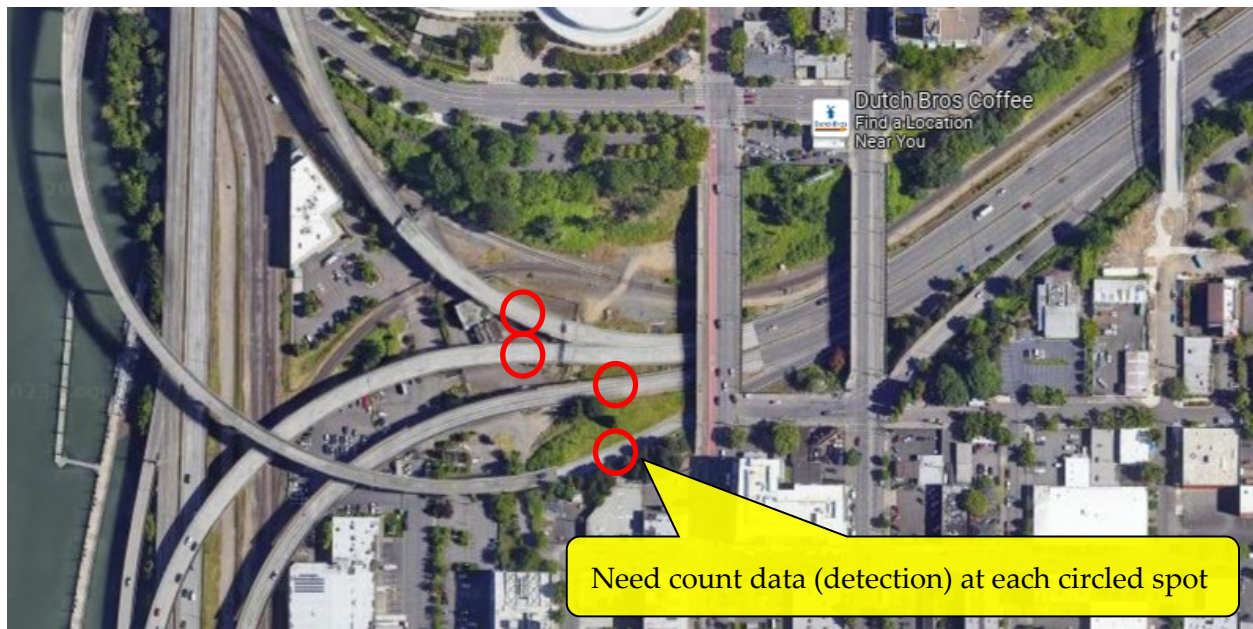 Dutch Bros Coffee
Find a Location
Near You
Need count data (detection) at each circled spot